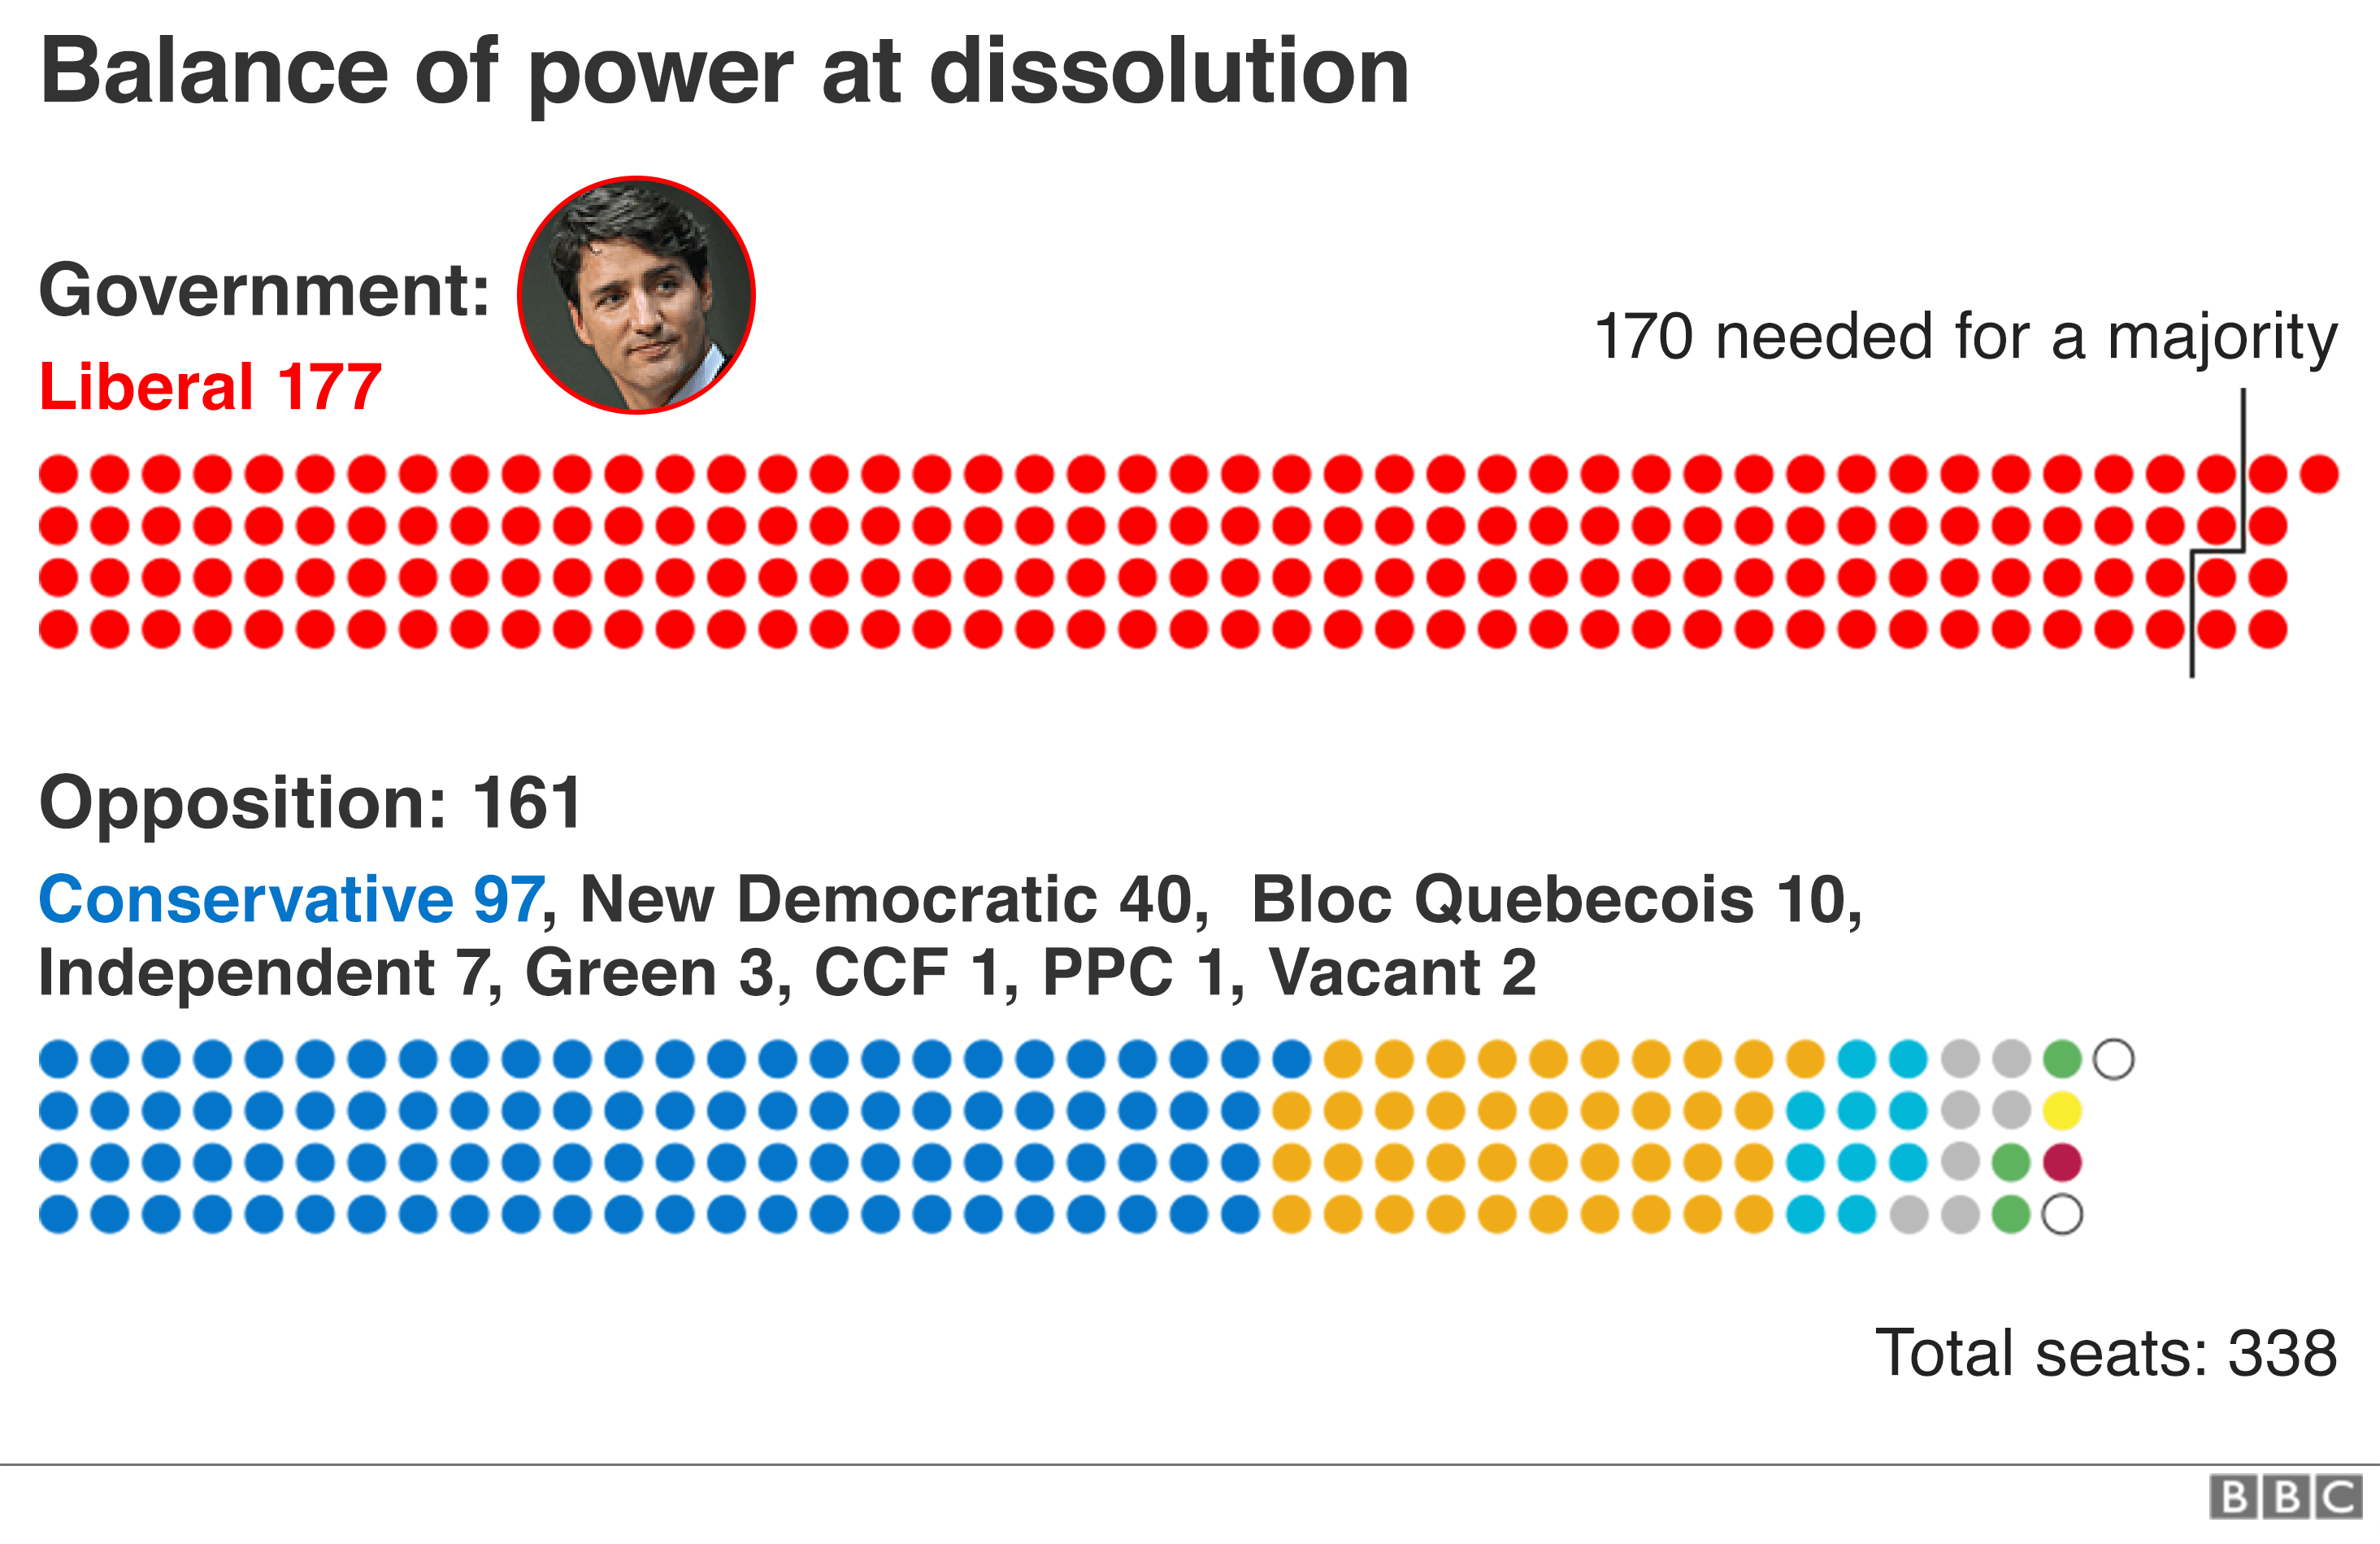 Balance of power at dissolution
Government:
Liberal 177
170 needed for a majority
Opposition: 161
Conservative 97, New Democratic 40, Bloc Quebecois 10,
Independent 7, Green 3, CCF 1, PPC 1, Vacant 2
Total seats: 338
BBC